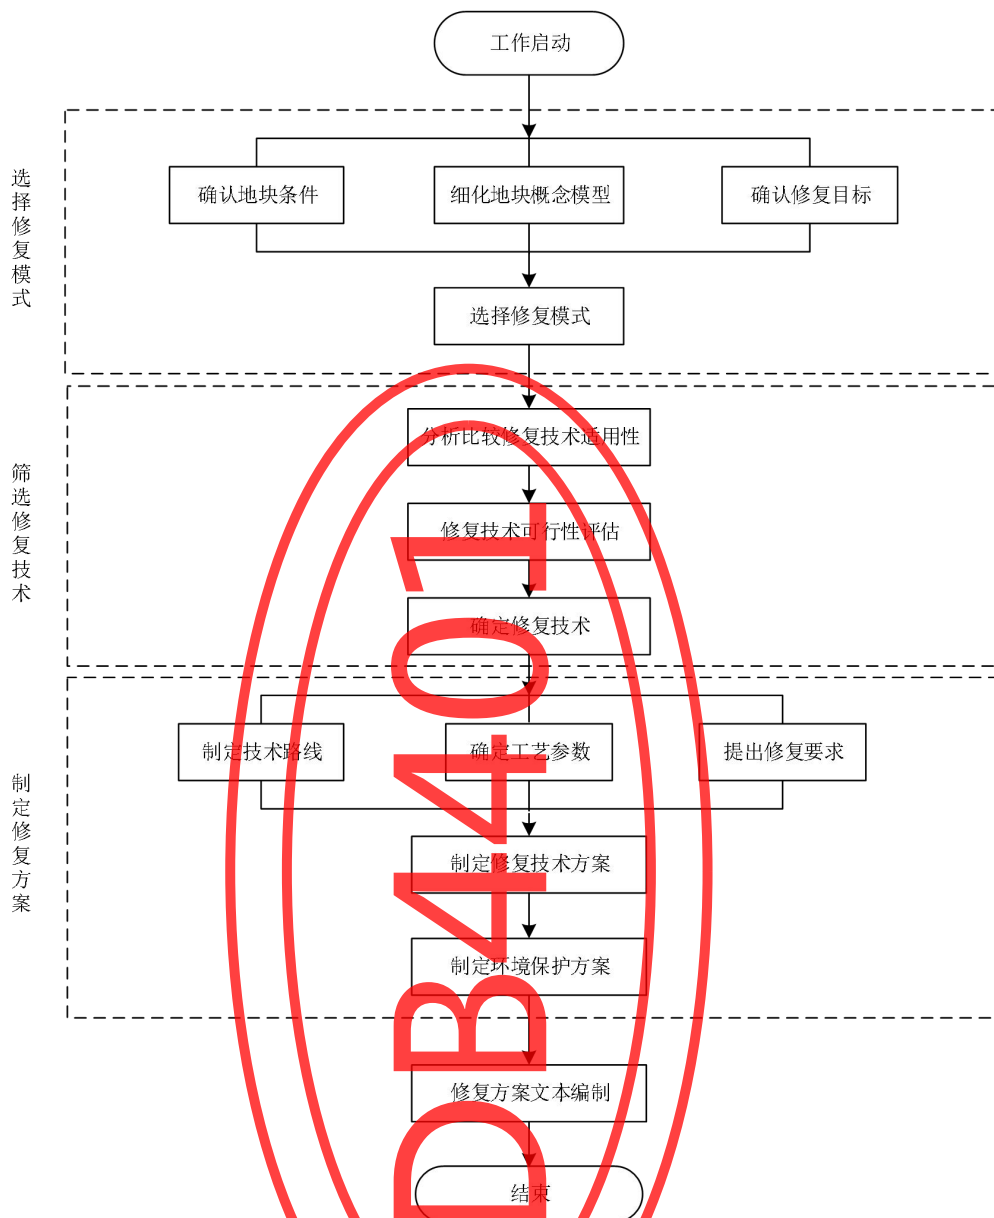 工作启动
选择修复模式
确认地块条件
细化地块概念模型
确认修复目标
选择修复模式
筛选修复技术
分析比较修复技术适用性
修复技术可行性评估
确定修复技术
制定修复方案
制定技术路线
确定工艺参数
提出修复要求
制定修复技术方案
制定环境保护方案
修复方案文本编制
结束
DB4401